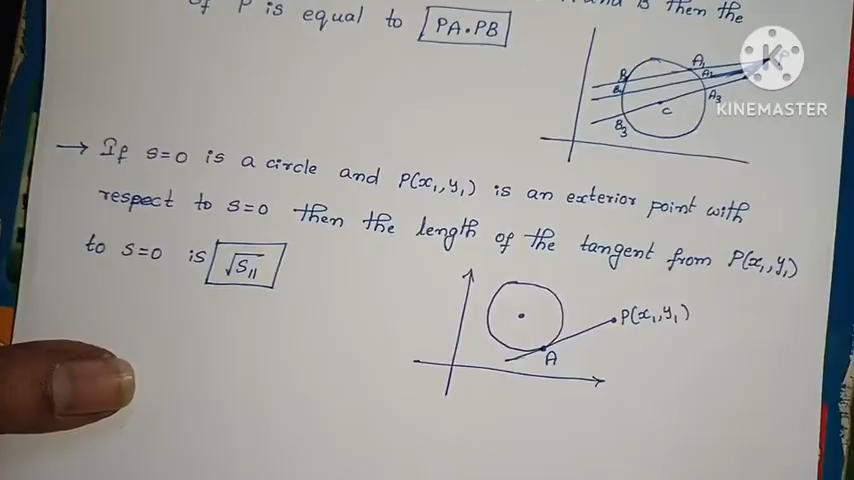 of P is equal to PA.PB
and B then the
A₁
A₂
A₃
B₂
B₃
C
P
K
KINEMASTER
→ If S=0 is a circle and P(x₁,y₁) is an exterior point with
respect to S=0 then the length of the tangent from P(x₁,y₁)
to S=0 is √S₁₁
P(x₁,y₁)
A